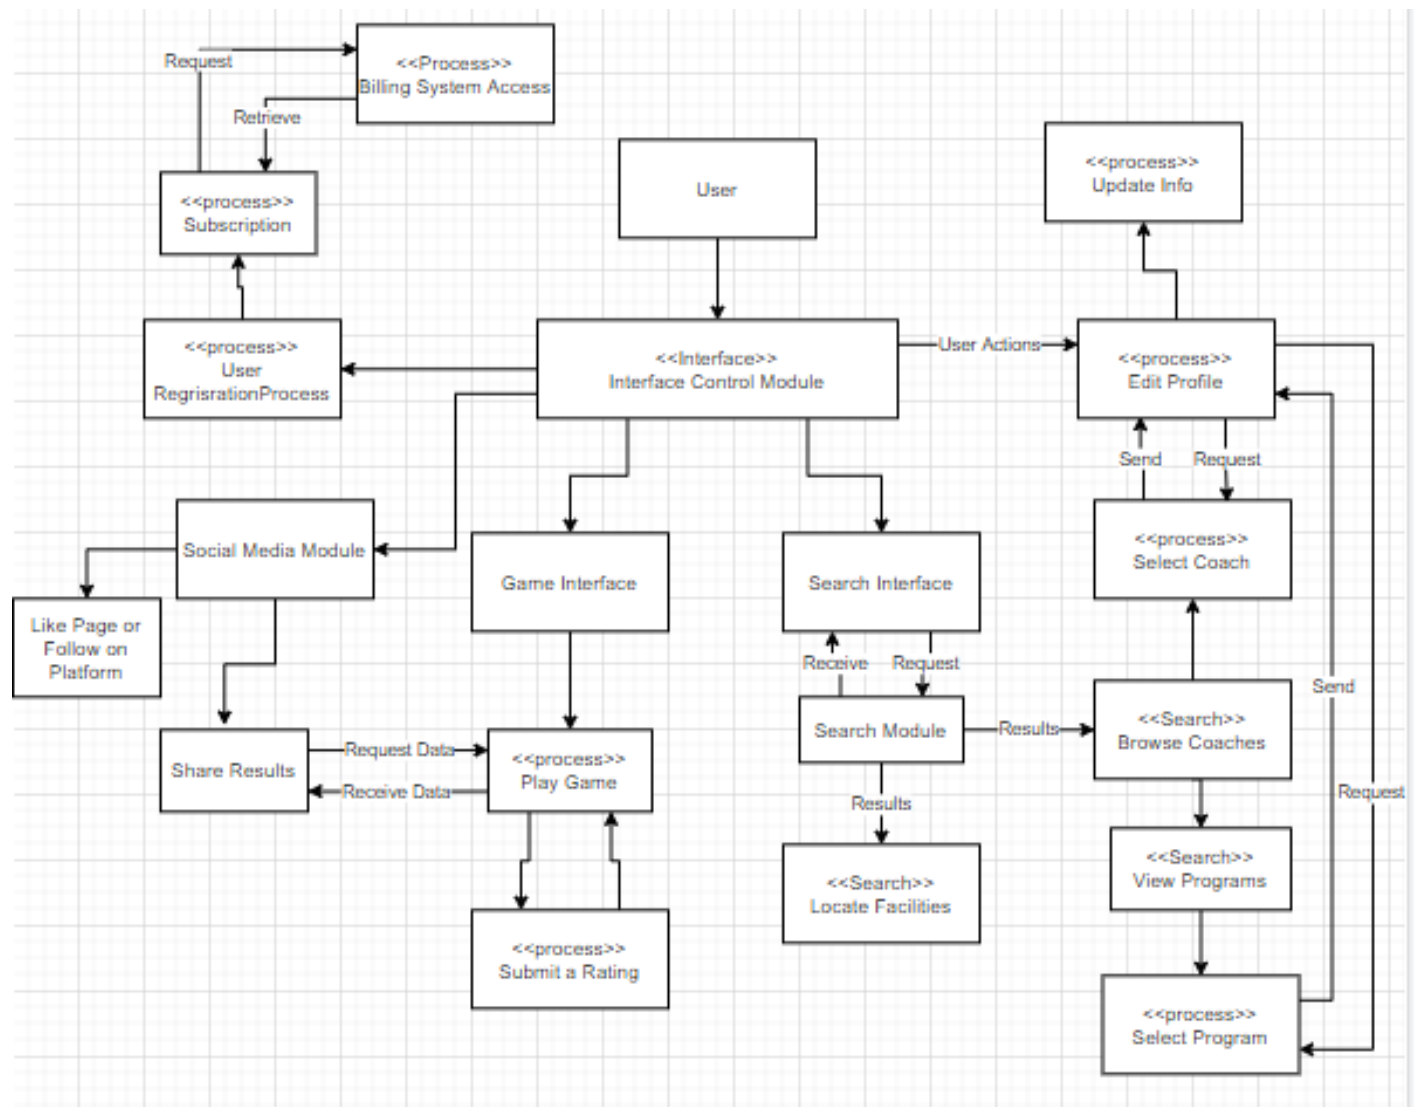 <<Process>>
Billing System Access
Request
Retrieve
<<process>>
Subscription
User
<<process>>
Update Info
<<process>>
User
RegrisrationProcess
<<Interface>>
Interface Control Module
User Actions
<<process>>
Edit Profile
Send
Request
<<process>>
Select Coach
Social Media Module
Game Interface
Search Interface
Like Page or
Follow on
Platform
Receive
Request
Send
Share Results
Request Data
Receive Data
<<process>>
Play Game
Search Module
Results
<<Search>>
Browse Coaches
Results
Request
<<Search>>
Locate Facilities
<<Search>>
View Programs
<<process>>
Submit a Rating
<<process>>
Select Program